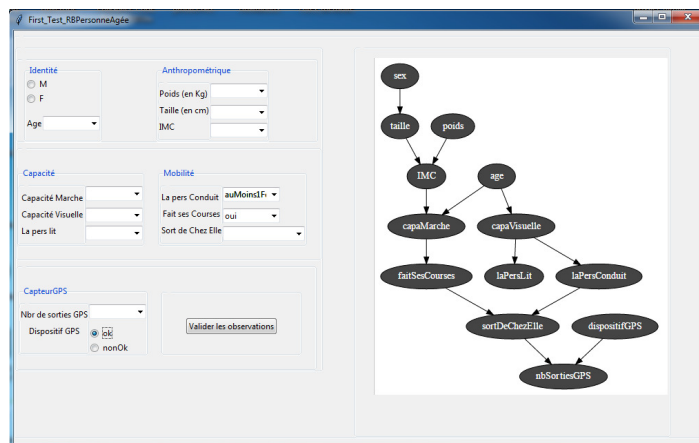 First_Test_RBPersonneAgée
Identité
M
F
Age
Anthropométrique
Poids (en Kg)
Taille (en cm)
IMC
Capacité
Capacité Marche
Capacité Visuelle
La pers lit
Mobilité
La pers Conduit auMoins1F
Fait ses Courses oui
Sort de Chez Elle
CapteurGPS
Nbr de sorties GPS
Dispositif GPS ok
nonOk
Valider les observations
sex
taille poids
IMC age
capaMarche capaVisuelle
faitSesCourses laPersLit laPersConduit
sortDeChezElle dispositifGPS
nbSortiesGPS